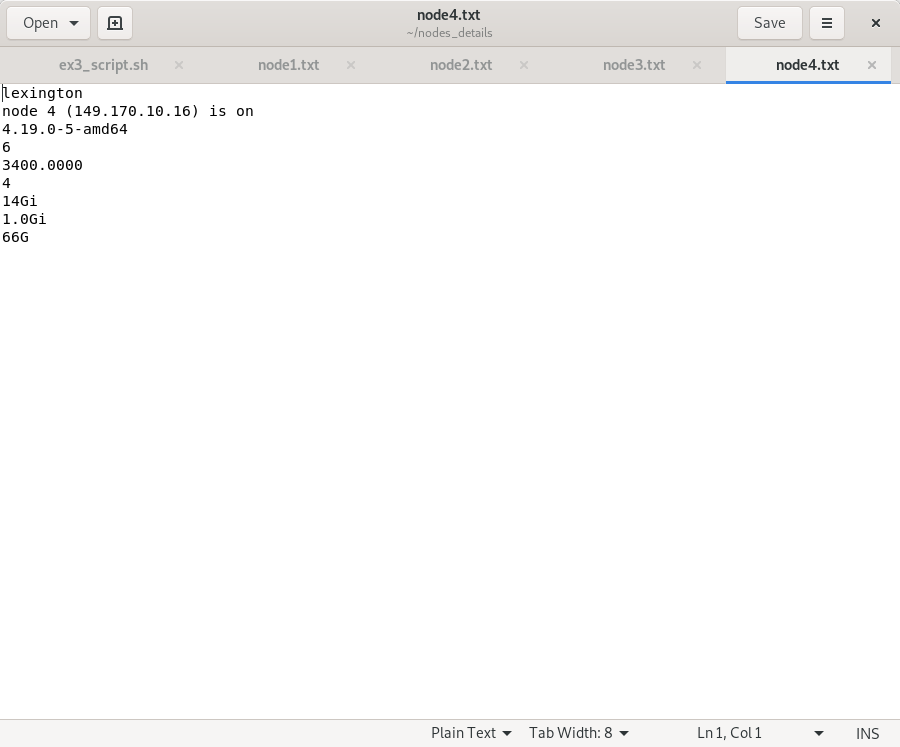 Open
node4.txt
~/nodes_details
Save
ex3_script.sh
node1.txt
node2.txt
node3.txt
node4.txt
lexington
node 4 (149.170.10.16) is on
4.19.0-5-amd64
6
3400.0000
4
14Gi
1.0Gi
66G
Plain Text
Tab Width: 8
Ln 1, Col 1
INS